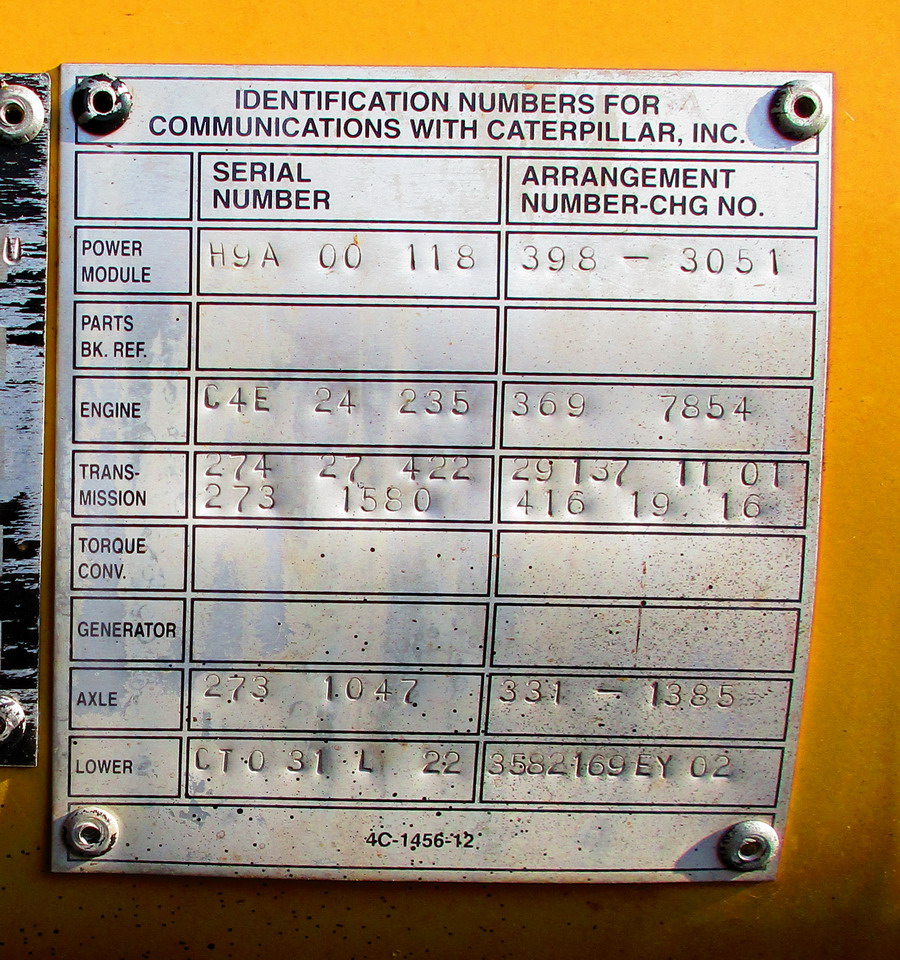 IDENTIFICATION NUMBERS FOR
COMMUNICATIONS WITH CATERPILLAR, INC.
SERIAL
NUMBER
ARRANGEMENT
NUMBER-CHG NO.
POWER
MODULE
H9A 00 118
398 — 3051
PARTS
BK. REF.
ENGINE
C4E 24 235
369 7854
TRANS-
MISSION
274 27 422
273 1580
29 137 11 01
416 19 16
TORQUE
CONV.
GENERATOR
AXLE
273 1047
331 — 1385
LOWER
CT0 31 L 22
3582169EY 02
4C-1456-12
U